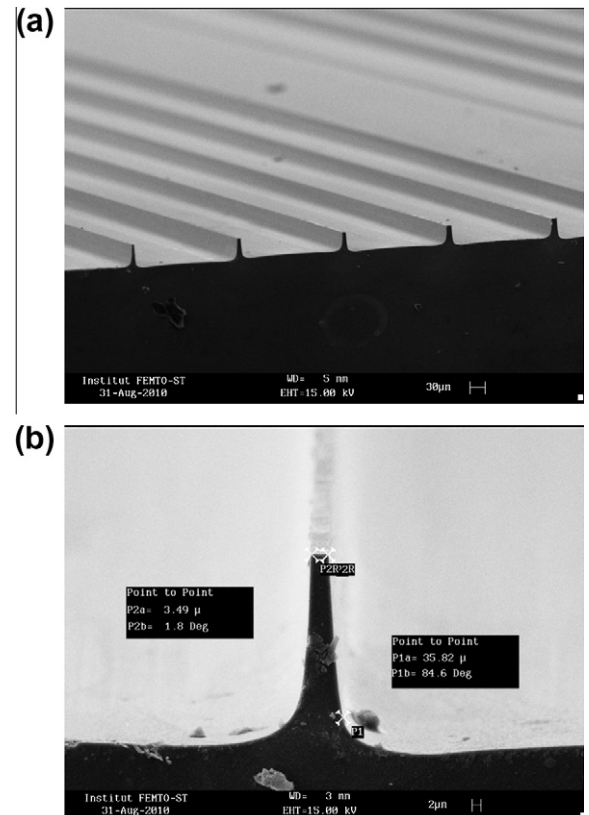 (a)
Institut FEMTO-ST
31-Aug-2010
WD= 5 mm
EHT=15.00 kV
30µm
(b)
P2R
2R
Point to Point
P2a= 3.49 µ
P2b= 1.8 Deg
Point to Point
P1a= 35.82 µ
P1b= 84.6 Deg
P1
Institut FEMTO-ST
31-Aug-2010
WD= 3 mm
EHT=15.00 kV
2µm